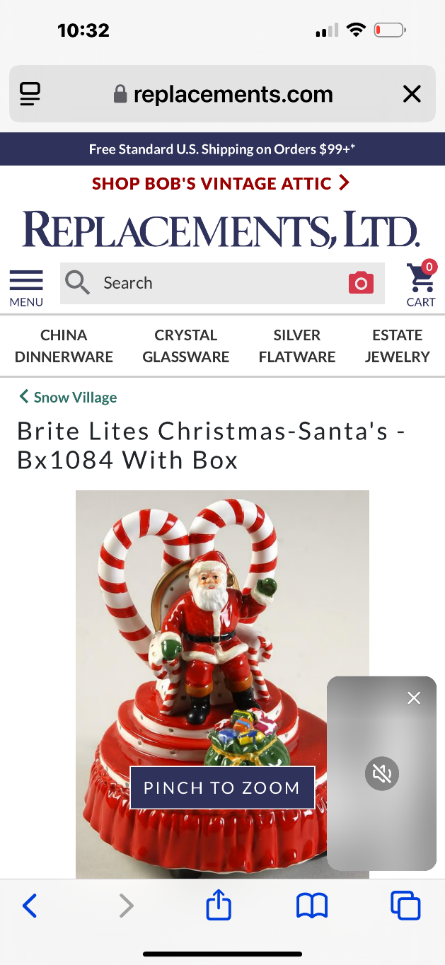 10:32
replacements.com
Free Standard U.S. Shipping on Orders $99+*
SHOP BOB'S VINTAGE ATTIC
REPLACEMENTS, LTD.
MENU
Search
0
CART
CHINA
DINNERWARE
CRYSTAL
GLASSWARE
SILVER
FLATWARE
ESTATE
JEWELRY
Snow Village
Brite Lites Christmas-Santa's -
Bx1084 With Box
PINCH TO ZOOM